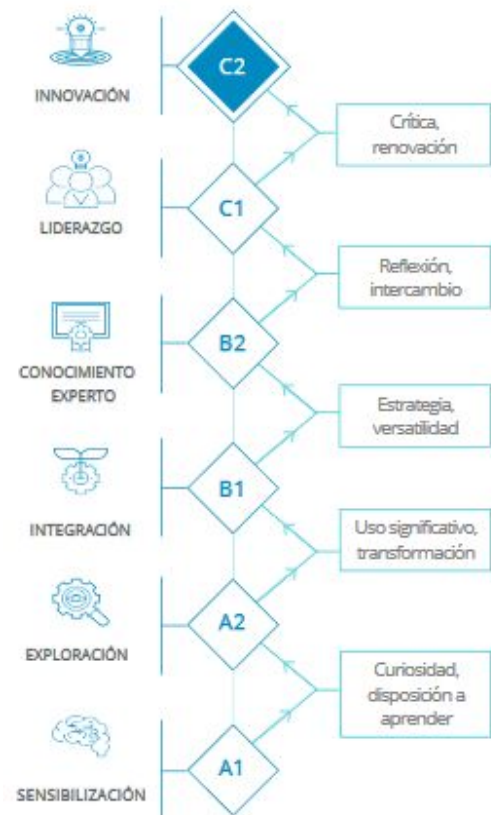 C2
INNOVACIÓN
Crítica,
renovación
C1
LIDERAZGO
Reflexión,
intercambio
B2
CONOCIMIENTO
EXPERTO
Estrategia,
versatilidad
B1
INTEGRACIÓN
Uso significativo,
transformación
A2
EXPLORACIÓN
Curiosidad,
disposición a
aprender
A1
SENSIBILIZACIÓN